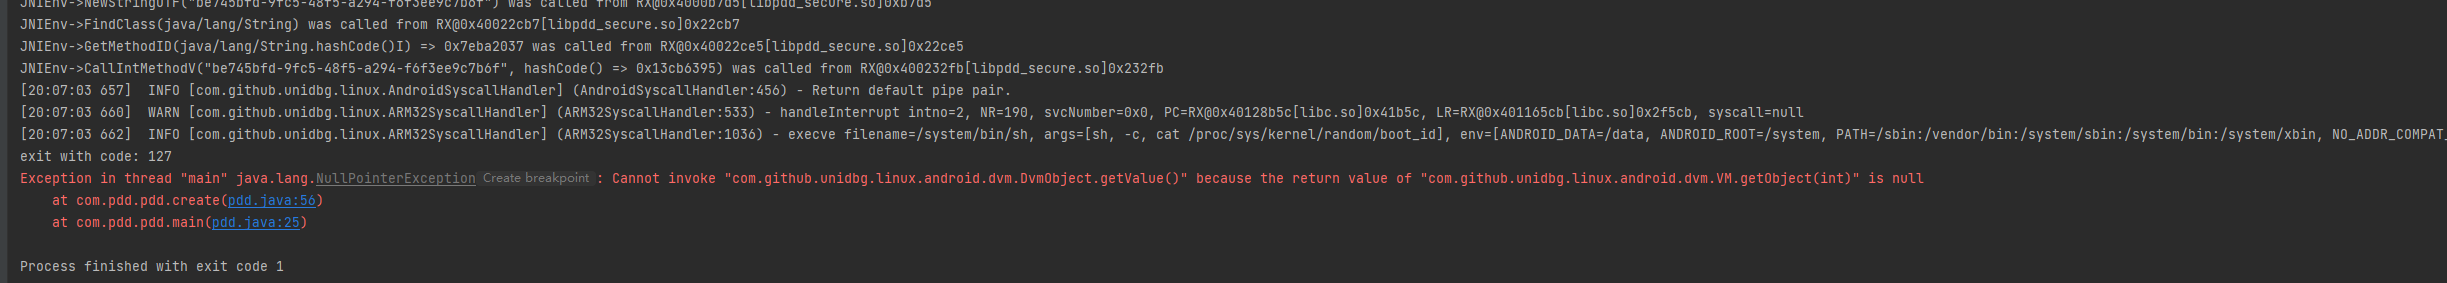 JNIEnv->NewStringUTF("be745bfd-9fc5-48f5-a294-f6f3ee9c7b6f") was called from RX@0x4000b7d5[libpdd_secure.so]0xb7d5
JNIEnv->FindClass(java/lang/String) was called from RX@0x40022cb7[libpdd_secure.so]0x22cb7
JNIEnv->GetMethodID(java/lang/String.hashCode()I) => 0x7eba2037 was called from RX@0x40022ce5[libpdd_secure.so]0x22ce5
JNIEnv->CallIntMethodV("be745bfd-9fc5-48f5-a294-f6f3ee9c7b6f", hashCode() => 0x13cb6395) was called from RX@0x400232fb[libpdd_secure.so]0x232fb
[20:07:03 657]  INFO [com.github.unidbg.linux.AndroidSyscallHandler] (AndroidSyscallHandler:456) - Return default pipe pair.
[20:07:03 660]  WARN [com.github.unidbg.linux.ARM32SyscallHandler] (ARM32SyscallHandler:533) - handleInterrupt intno=2, NR=190, svcNumber=0x0, PC=RX@0x40128b5c[libc.so]0x41b5c, LR=RX@0x401165cb[libc.so]0x2f5cb, syscall=null
[20:07:03 662]  INFO [com.github.unidbg.linux.ARM32SyscallHandler] (ARM32SyscallHandler:1036) - execve filename=/system/bin/sh, args=[sh, -c, cat /proc/sys/kernel/random/boot_id], env=[ANDROID_DATA=/data, ANDROID_ROOT=/system, PATH=/sbin:/vendor/bin:/system/sbin:/system/bin:/system/xbin, NO_ADDR_COMPAT_
exit with code: 127
Exception in thread "main" java.lang.NullPointerException Create breakpoint : Cannot invoke "com.github.unidbg.linux.android.dvm.DvmObject.getValue()" because the return value of "com.github.unidbg.linux.android.dvm.VM.getObject(int)" is null
    at com.pdd.pdd.create(pdd.java:56)
    at com.pdd.pdd.main(pdd.java:25)
Process finished with exit code 1